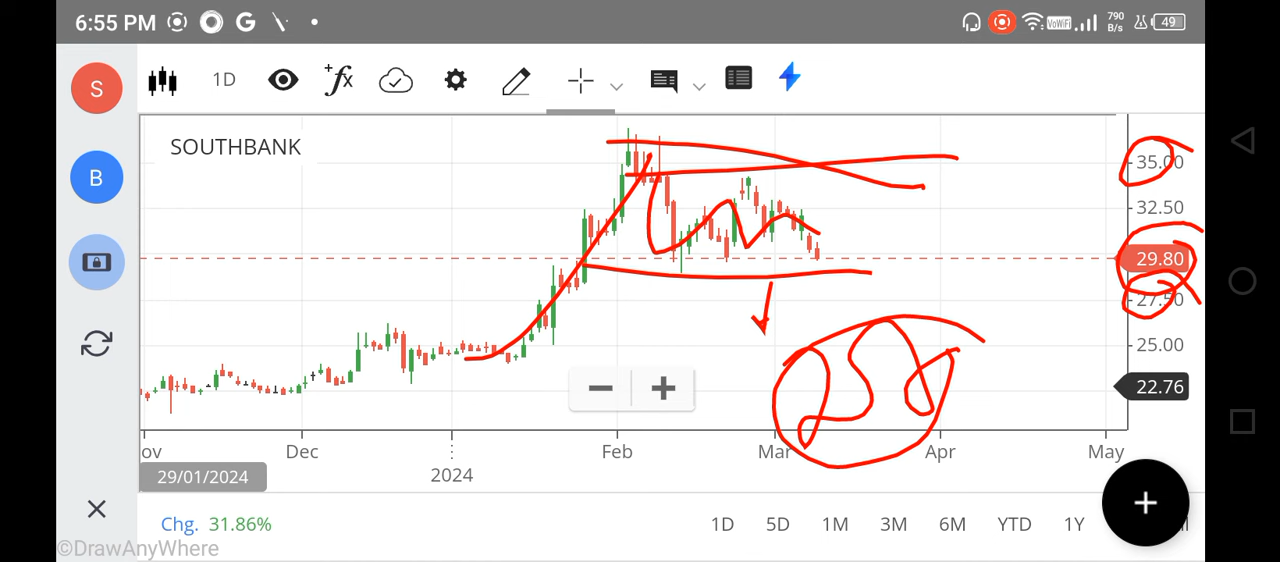 6:55 PM G VoWiFi 790 B/s 49
S 1D +fx
SOUTHBANK
B
35.00
32.50
29.80
27.50
25.00
22.76
ov Dec Feb Mar Apr May
29/01/2024 2024
Chg. 31.86% 1D 5D 1M 3M 6M YTD 1Y
©DrawAnyWhere